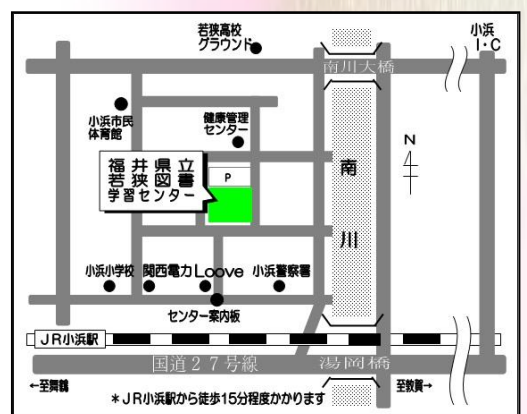 若狭高校
グラウンド
小浜
I・C
南川大橋
小浜市民
体育館
健康管理
センター
福井県立
若狭図書
学習センター
P
N
南
川
小浜小学校
関西電力
Loove
小浜警察署
センター案内板
JR小浜駅
国道27号線
湯岡橋
←至舞鶴
至敦賀→
*JR小浜駅から徒歩15分程度かかります